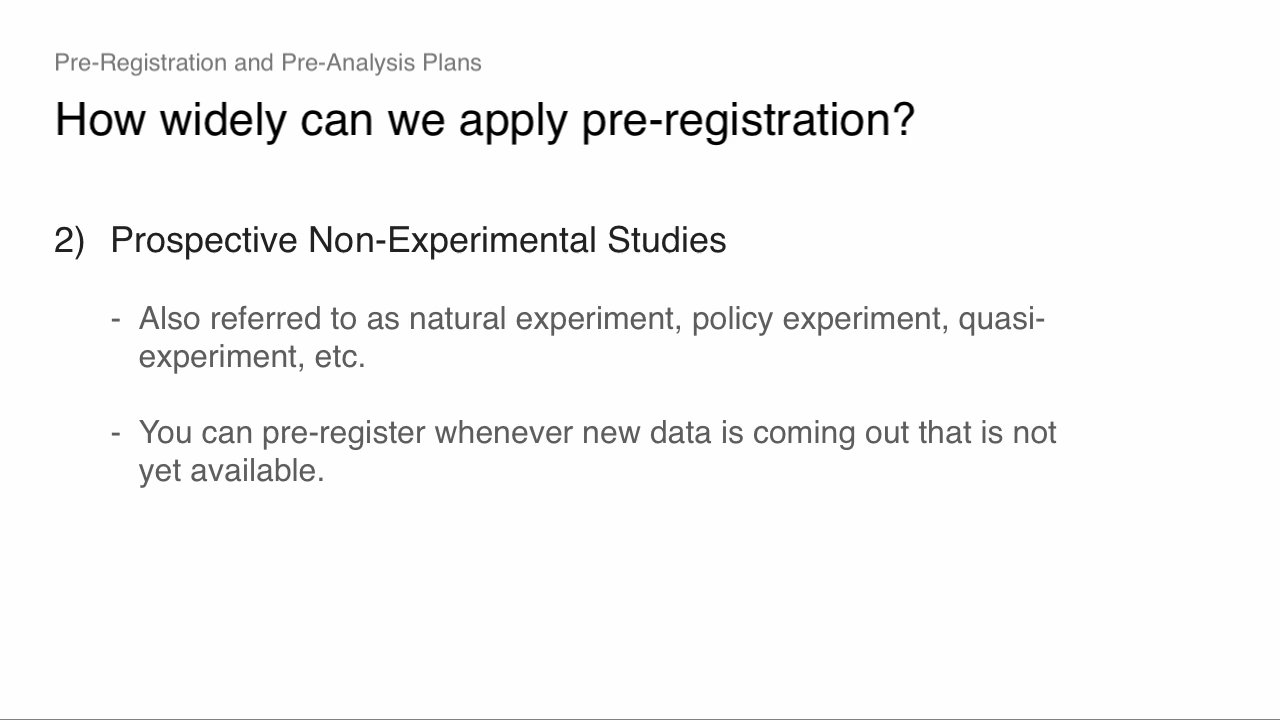 Pre-Registration and Pre-Analysis Plans
How widely can we apply pre-registration?
2) Prospective Non-Experimental Studies
- Also referred to as natural experiment, policy experiment, quasi-
experiment, etc.
- You can pre-register whenever new data is coming out that is not
yet available.